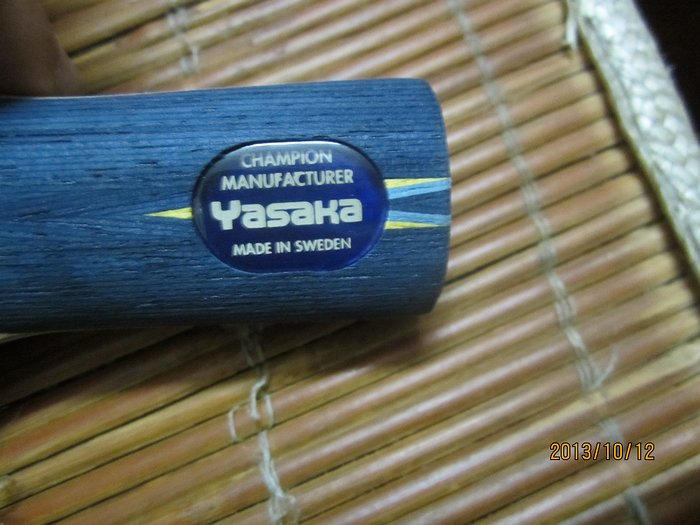 CHAMPION
MANUFACTURER
Yasaka
MADE IN SWEDEN
2013/10/12